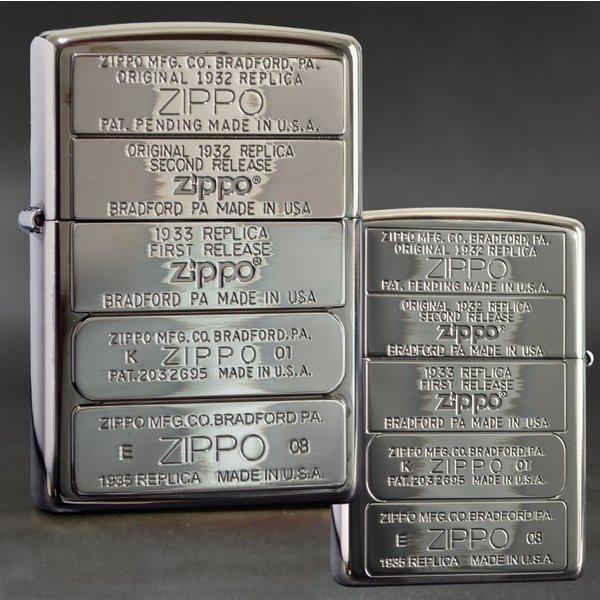 ZIPPO MFG. CO. BRADFORD, PA.
ORIGINAL 1932 REPLICA
ZIPPO
PAT. PENDING MADE IN U.S.A.
ORIGINAL 1932 REPLICA
SECOND RELEASE
Zippo®
BRADFORD PA MADE IN USA
1933 REPLICA
FIRST RELEASE
Zippo®
BRADFORD PA MADE IN USA
ZIPPO MFG.CO. BRADFORD,PA.
K ZIPPO 01
PAT.2032695 MADE IN U.S.A.
ZIPPO MFG.CO.BRADFORD PA.
E ZIPPO 08
1935 REPLICA MADE IN U.S.A.
ZIPPO MFG. CO. BRADFORD, PA.
ORIGINAL 1932 REPLICA
ZIPPO
PAT. PENDING MADE IN U.S.A.
ORIGINAL 1932 REPLICA
SECOND RELEASE
Zippo®
BRADFORD PA MADE IN USA
1933 REPLICA
FIRST RELEASE
Zippo®
BRADFORD PA MADE IN USA
ZIPPO MFG.CO. BRADFORD,PA.
K ZIPPO 01
PAT.2032695 MADE IN U.S.A.
ZIPPO MFG.CO.BRADFORD PA.
E ZIPPO 08
1935 REPLICA MADE IN U.S.A.